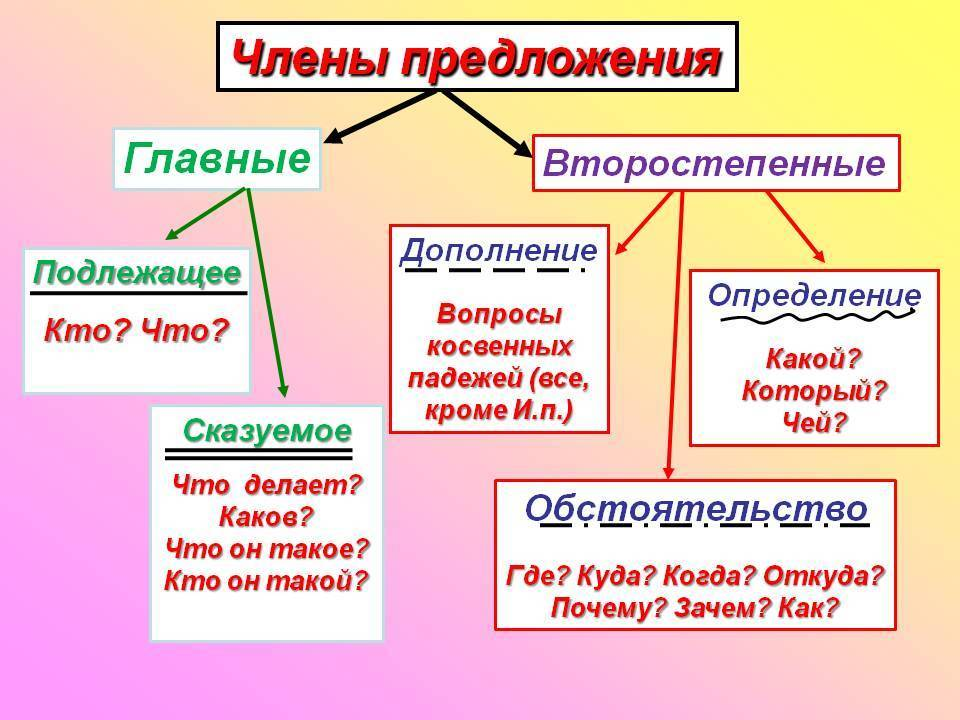 Члены предложения
Главные
Второстепенные
Подлежащее
Кто? Что?
Сказуемое
Что делает?
Каков?
Что он такое?
Кто он такой?
Дополнение
Вопросы
косвенных
падежей (все,
кроме И.п.)
Определение
Какой?
Который?
Чей?
Обстоятельство
Где? Куда? Когда? Откуда?
Почему? Зачем? Как?